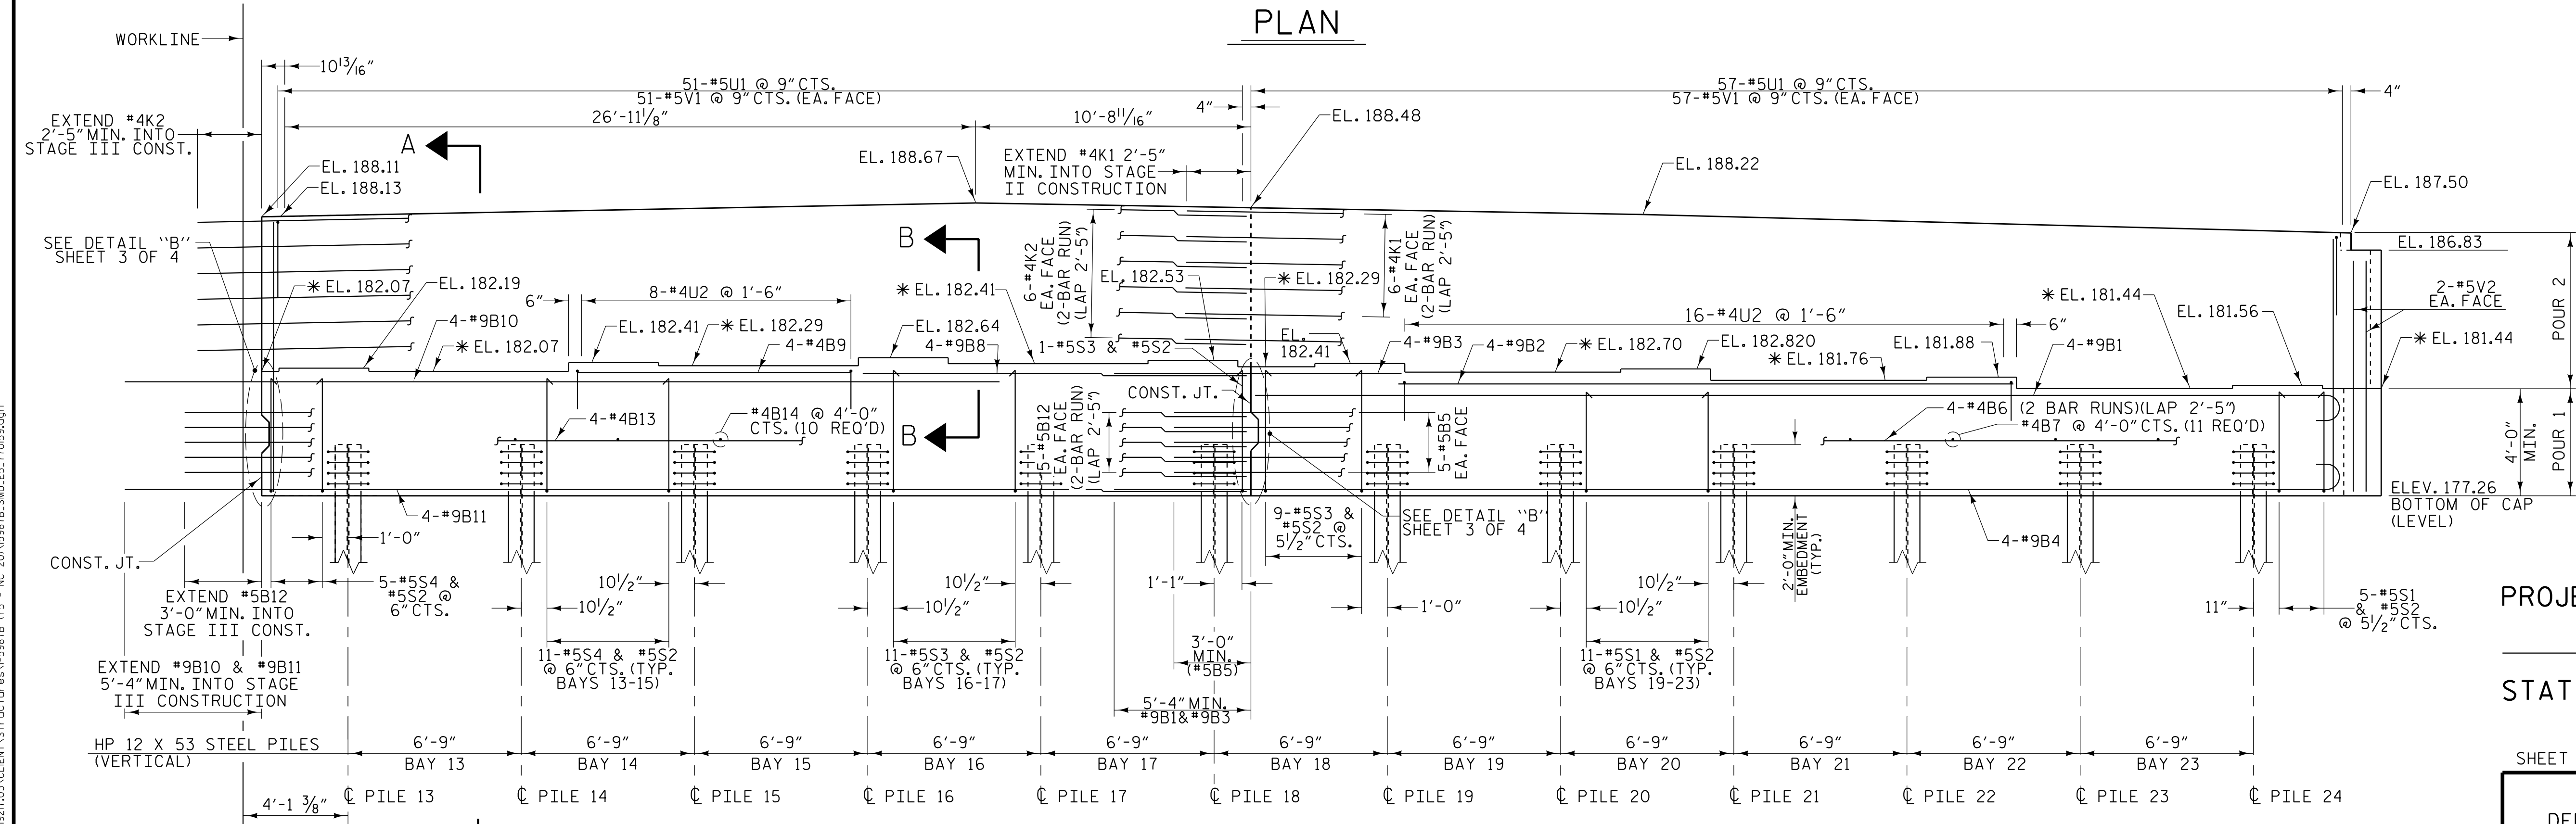 PLAN
WORKLINE
10 13/16"
51-#5U1 @ 9" CTS.
51-#5V1 @ 9" CTS. (EA. FACE)
57-#5U1 @ 9" CTS.
57-#5V1 @ 9" CTS. (EA. FACE)
4"
4"
EXTEND #4K2
2'-5" MIN. INTO
STAGE III CONST.
26'-11 1/8"
10'-8 11/16"
EL. 188.48
A
EL. 188.11
EL. 188.13
EL. 188.67
EXTEND #4K1 2'-5"
MIN. INTO STAGE
II CONSTRUCTION
EL. 188.22
EL. 187.50
SEE DETAIL "B"
SHEET 3 OF 4
B
6-#4K2
EA. FACE
(2-BAR RUN)
(LAP 2'-5")
6-#4K1
EA. FACE
(2-BAR RUN)
(LAP 2'-5")
EL. 186.83
* EL. 182.07
EL. 182.19
6"
8-#4U2 @ 1'-6"
* EL. 182.41
EL. 182.53
* EL. 182.29
2-#5V2
EA. FACE
POUR 2
4-#9B10
* EL. 182.07
EL. 182.41
* EL. 182.29
4-#4B9
EL. 182.64
4-#9B8
1-#5S3 & #5S2
EL.
182.41
16-#4U2 @ 1'-6"
6"
* EL. 181.44
EL. 181.56
* EL. 181.44
4-#9B3
4-#9B2
* EL. 182.70
EL. 182.820
* EL. 181.76
EL. 181.88
4-#9B1
CONST. JT.
4-#4B13
#4B14 @ 4'-0"
CTS. (10 REQ'D)
B
5-#5B12
EA. FACE
(2-BAR RUN)
(LAP 2'-5")
5-#5B5
EA. FACE
4-#4B6 (2 BAR RUNS)(LAP 2'-5")
#4B7 @ 4'-0" CTS. (11 REQ'D)
4'-0"
MIN.
POUR 1
4-#9B11
CONST. JT.
1'-0"
9-#5S3 &
#5S2 @
5 1/2" CTS.
SEE DETAIL "B"
SHEET 3 OF 4
2'-0" MIN.
EMBEDMENT
(TYP.)
4-#9B4
ELEV. 177.26
BOTTOM OF CAP
(LEVEL)
EXTEND #5B12
3'-0" MIN. INTO
STAGE III CONST.
5-#5S4 &
#5S2 @
6" CTS.
10 1/2"
10 1/2"
10 1/2"
10 1/2"
1'-1"
1'-0"
10 1/2"
10 1/2"
11"
5-#5S1
& #5S2
@ 5 1/2" CTS.
EXTEND #9B10 & #9B11
5'-4" MIN. INTO STAGE
III CONSTRUCTION
11-#5S4 & #5S2
@ 6" CTS. (TYP.
BAYS 13-15)
11-#5S3 & #5S2
@ 6" CTS. (TYP.
BAYS 16-17)
3'-0"
MIN.
(#5B5)
5'-4" MIN.
#9B1&#9B3
11-#5S1 & #5S2
@ 6" CTS. (TYP.
BAYS 19-23)
HP 12 X 53 STEEL PILES
(VERTICAL)
6'-9" 6'-9" 6'-9" 6'-9" 6'-9" 6'-9" 6'-9" 6'-9" 6'-9" 6'-9" 6'-9"
BAY 13 BAY 14 BAY 15 BAY 16 BAY 17 BAY 18 BAY 19 BAY 20 BAY 21 BAY 22 BAY 23
℄ PILE 13 ℄ PILE 14 ℄ PILE 15 ℄ PILE 16 ℄ PILE 17 ℄ PILE 18 ℄ PILE 19 ℄ PILE 20 ℄ PILE 21 ℄ PILE 22 ℄ PILE 23 ℄ PILE 24
4'-1 3/8"
PROJE
STAT
SHEET